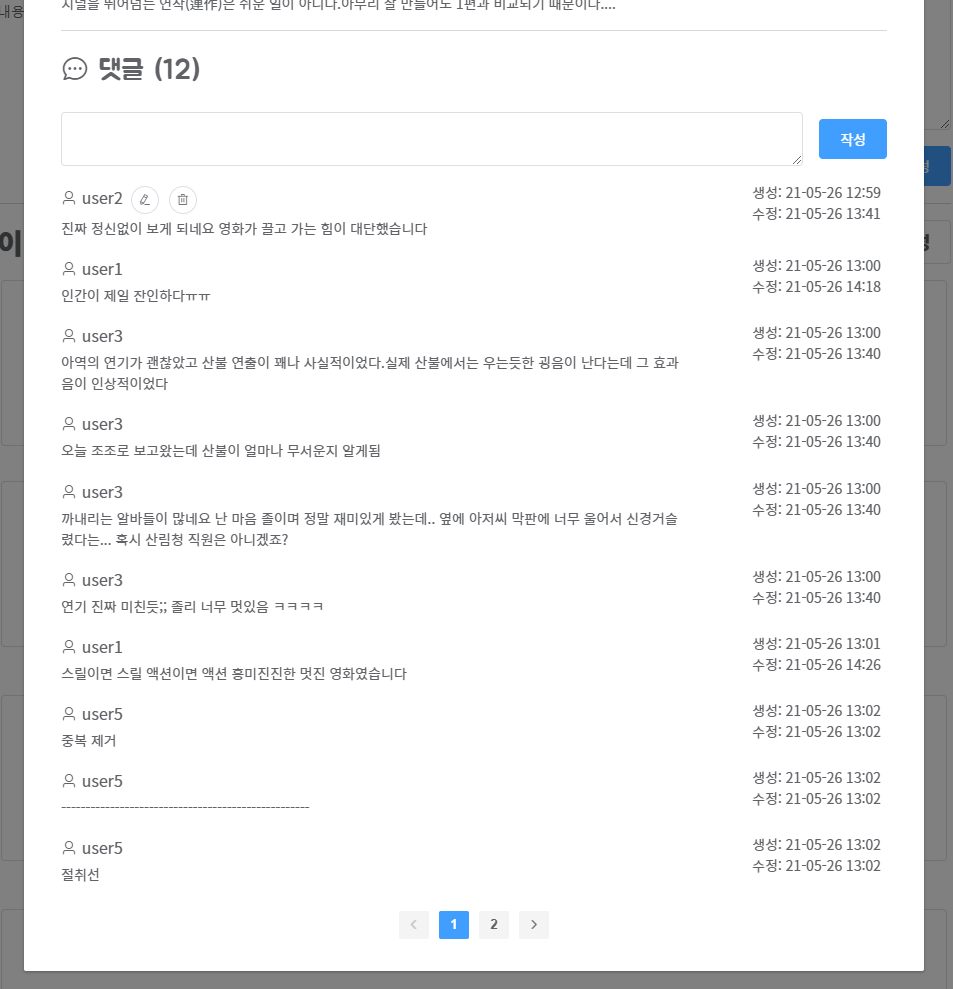 내용
지널을 뛰어넘는 연작(連作)은 쉬운 일이 아니다.아무리 잘 만들어도 1편과 비교되기 때문이다....
댓글 (12)
작성
user2
생성: 21-05-26 12:59
수정: 21-05-26 13:41
진짜 정신없이 보게 되네요 영화가 끌고 가는 힘이 대단했습니다
user1
생성: 21-05-26 13:00
수정: 21-05-26 14:18
인간이 제일 잔인하다ㅠㅠ
user3
생성: 21-05-26 13:00
수정: 21-05-26 13:40
아역의 연기가 괜찮았고 산불 연출이 꽤나 사실적이었다.실제 산불에서는 우는듯한 굉음이 난다는데 그 효과
음이 인상적이었다
user3
생성: 21-05-26 13:00
수정: 21-05-26 13:40
오늘 조조로 보고왔는데 산불이 얼마나 무서운지 알게됨
user3
생성: 21-05-26 13:00
수정: 21-05-26 13:40
까내리는 알바들이 많네요 난 마음 졸이며 정말 재미있게 봤는데.. 옆에 아저씨 막판에 너무 울어서 신경거슬
렸다는... 혹시 산림청 직원은 아니겠죠?
user3
생성: 21-05-26 13:00
수정: 21-05-26 13:40
연기 진짜 미친듯;; 졸리 너무 멋있음 ㅋㅋㅋㅋ
user1
생성: 21-05-26 13:01
수정: 21-05-26 14:26
스릴이면 스릴 액션이면 액션 흥미진진한 멋진 영화였습니다
user5
생성: 21-05-26 13:02
수정: 21-05-26 13:02
중복 제거
user5
생성: 21-05-26 13:02
수정: 21-05-26 13:02
---------------------------------------------------
user5
생성: 21-05-26 13:02
수정: 21-05-26 13:02
절취선
1 2